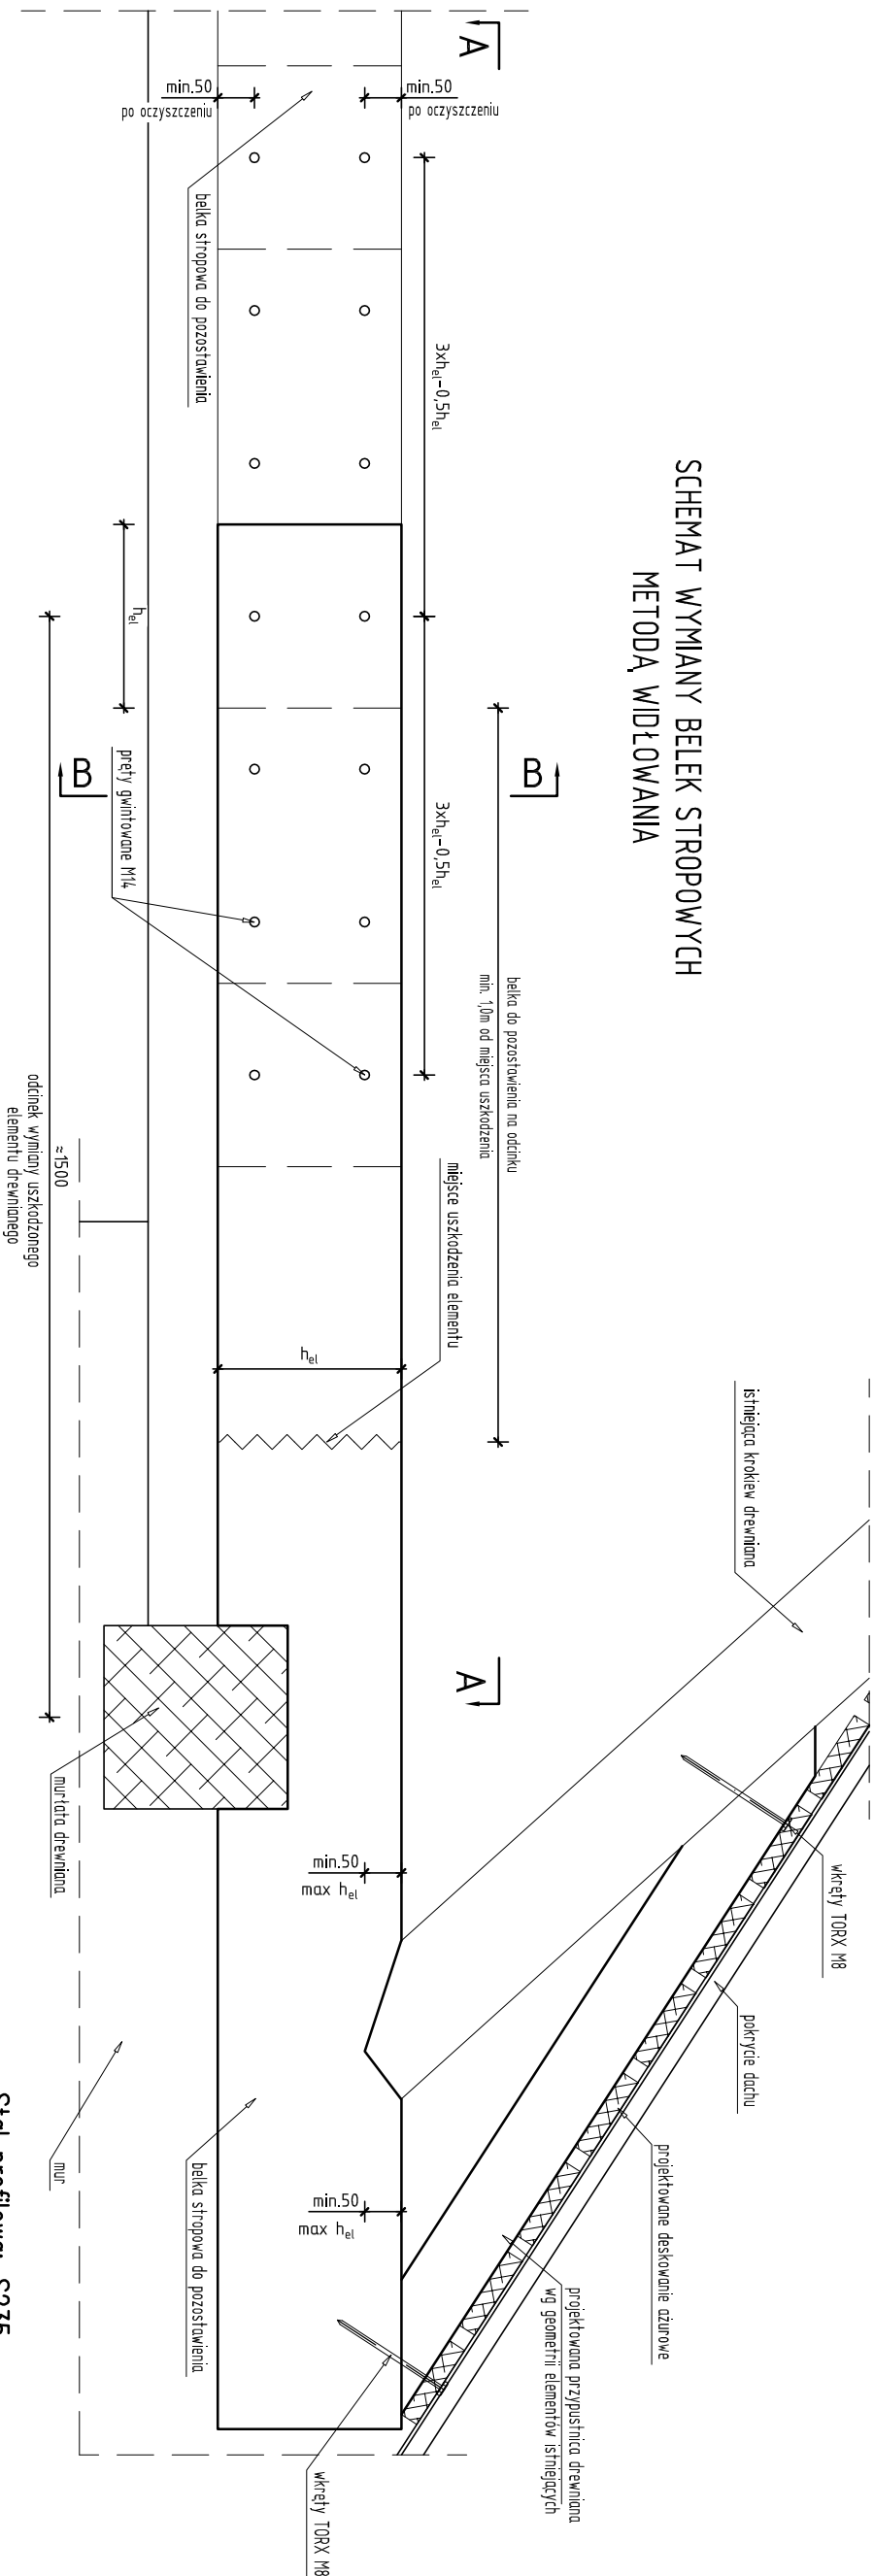 SCHEMAT WYMIANY BELEK STROPOWYCH
METODĄ WIDŁOWANIA
A
A
B
B
min.50
po oczyszczeniu
min.50
po oczyszczeniu
belka stropowa do pozostawienia
3xhel-0,5hel
3xhel-0,5hel
hel
pręty gwintowane M14
belka do pozostawienia na odcinku
min. 1,0m od miejsca uszkodzenia
miejsce uszkodzenia elementu
≈1500
odcinek wymiany uszkodzonego
elementu drewnianego
hel
istniejąca krokiew drewniana
murłata drewniana
min.50
max hel
wkręty TORX M8
pokrycie dachu
projektowane deskowanie ażurowe
projektowana przypustnica drewniana
wg geometrii elementów istniejących
min.50
max hel
mur
belka stropowa do pozostawienia
wkręty TORX M8